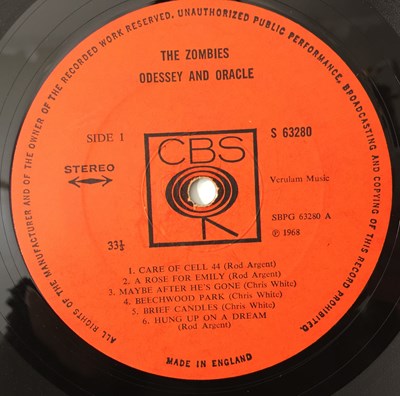 ALL RIGHTS OF THE MANUFACTURER AND OF THE OWNER OF THE RECORDED WORK RESERVED. UNAUTHORIZED PUBLIC PERFORMANCE, BROADCASTING AND COPYING OF THIS RECORD PROHIBITED.
THE ZOMBIES
ODESSEY AND ORACLE
SIDE 1
S 63280
CBS
STEREO
Verulam Music
SBPG 63280 A
33⅓
℗ 1968
1. CARE OF CELL 44 (Rod Argent)
2. A ROSE FOR EMILY (Rod Argent)
3. MAYBE AFTER HE'S GONE (Chris White)
4. BEECHWOOD PARK (Chris White)
5. BRIEF CANDLES (Chris White)
6. HUNG UP ON A DREAM
(Rod Argent)
MADE IN ENGLAND